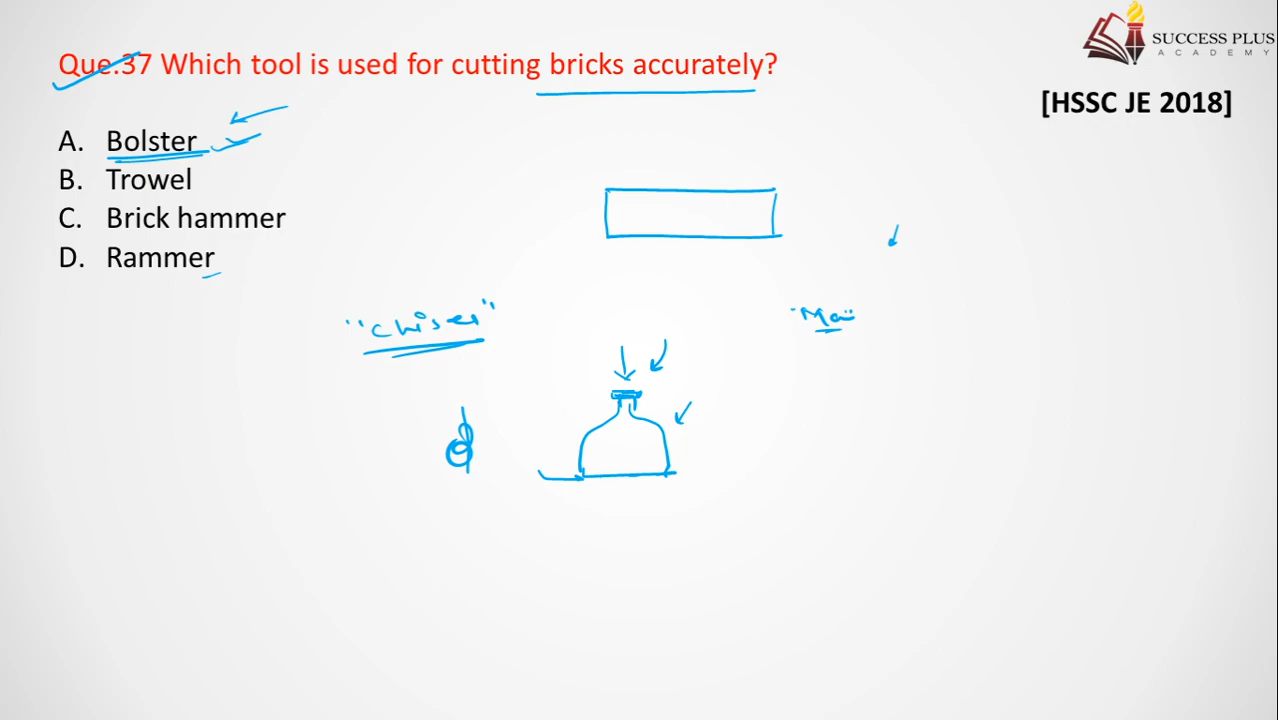 SUCCESS PLUS
ACADEMY
Que.37 Which tool is used for cutting bricks accurately?
[HSSC JE 2018]
A. Bolster
B. Trowel
C. Brick hammer
D. Rammer
"chisel"